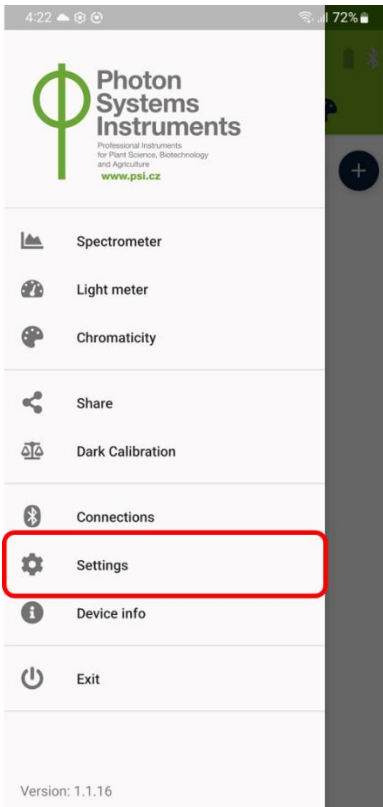 4:22
72%
Photon
Systems
Instruments
Professional Instruments
for Plant Science, Biotechnology
and Agriculture
www.psi.cz
Spectrometer
Light meter
Chromaticity
Share
Dark Calibration
Connections
Settings
Device info
Exit
Version: 1.1.16